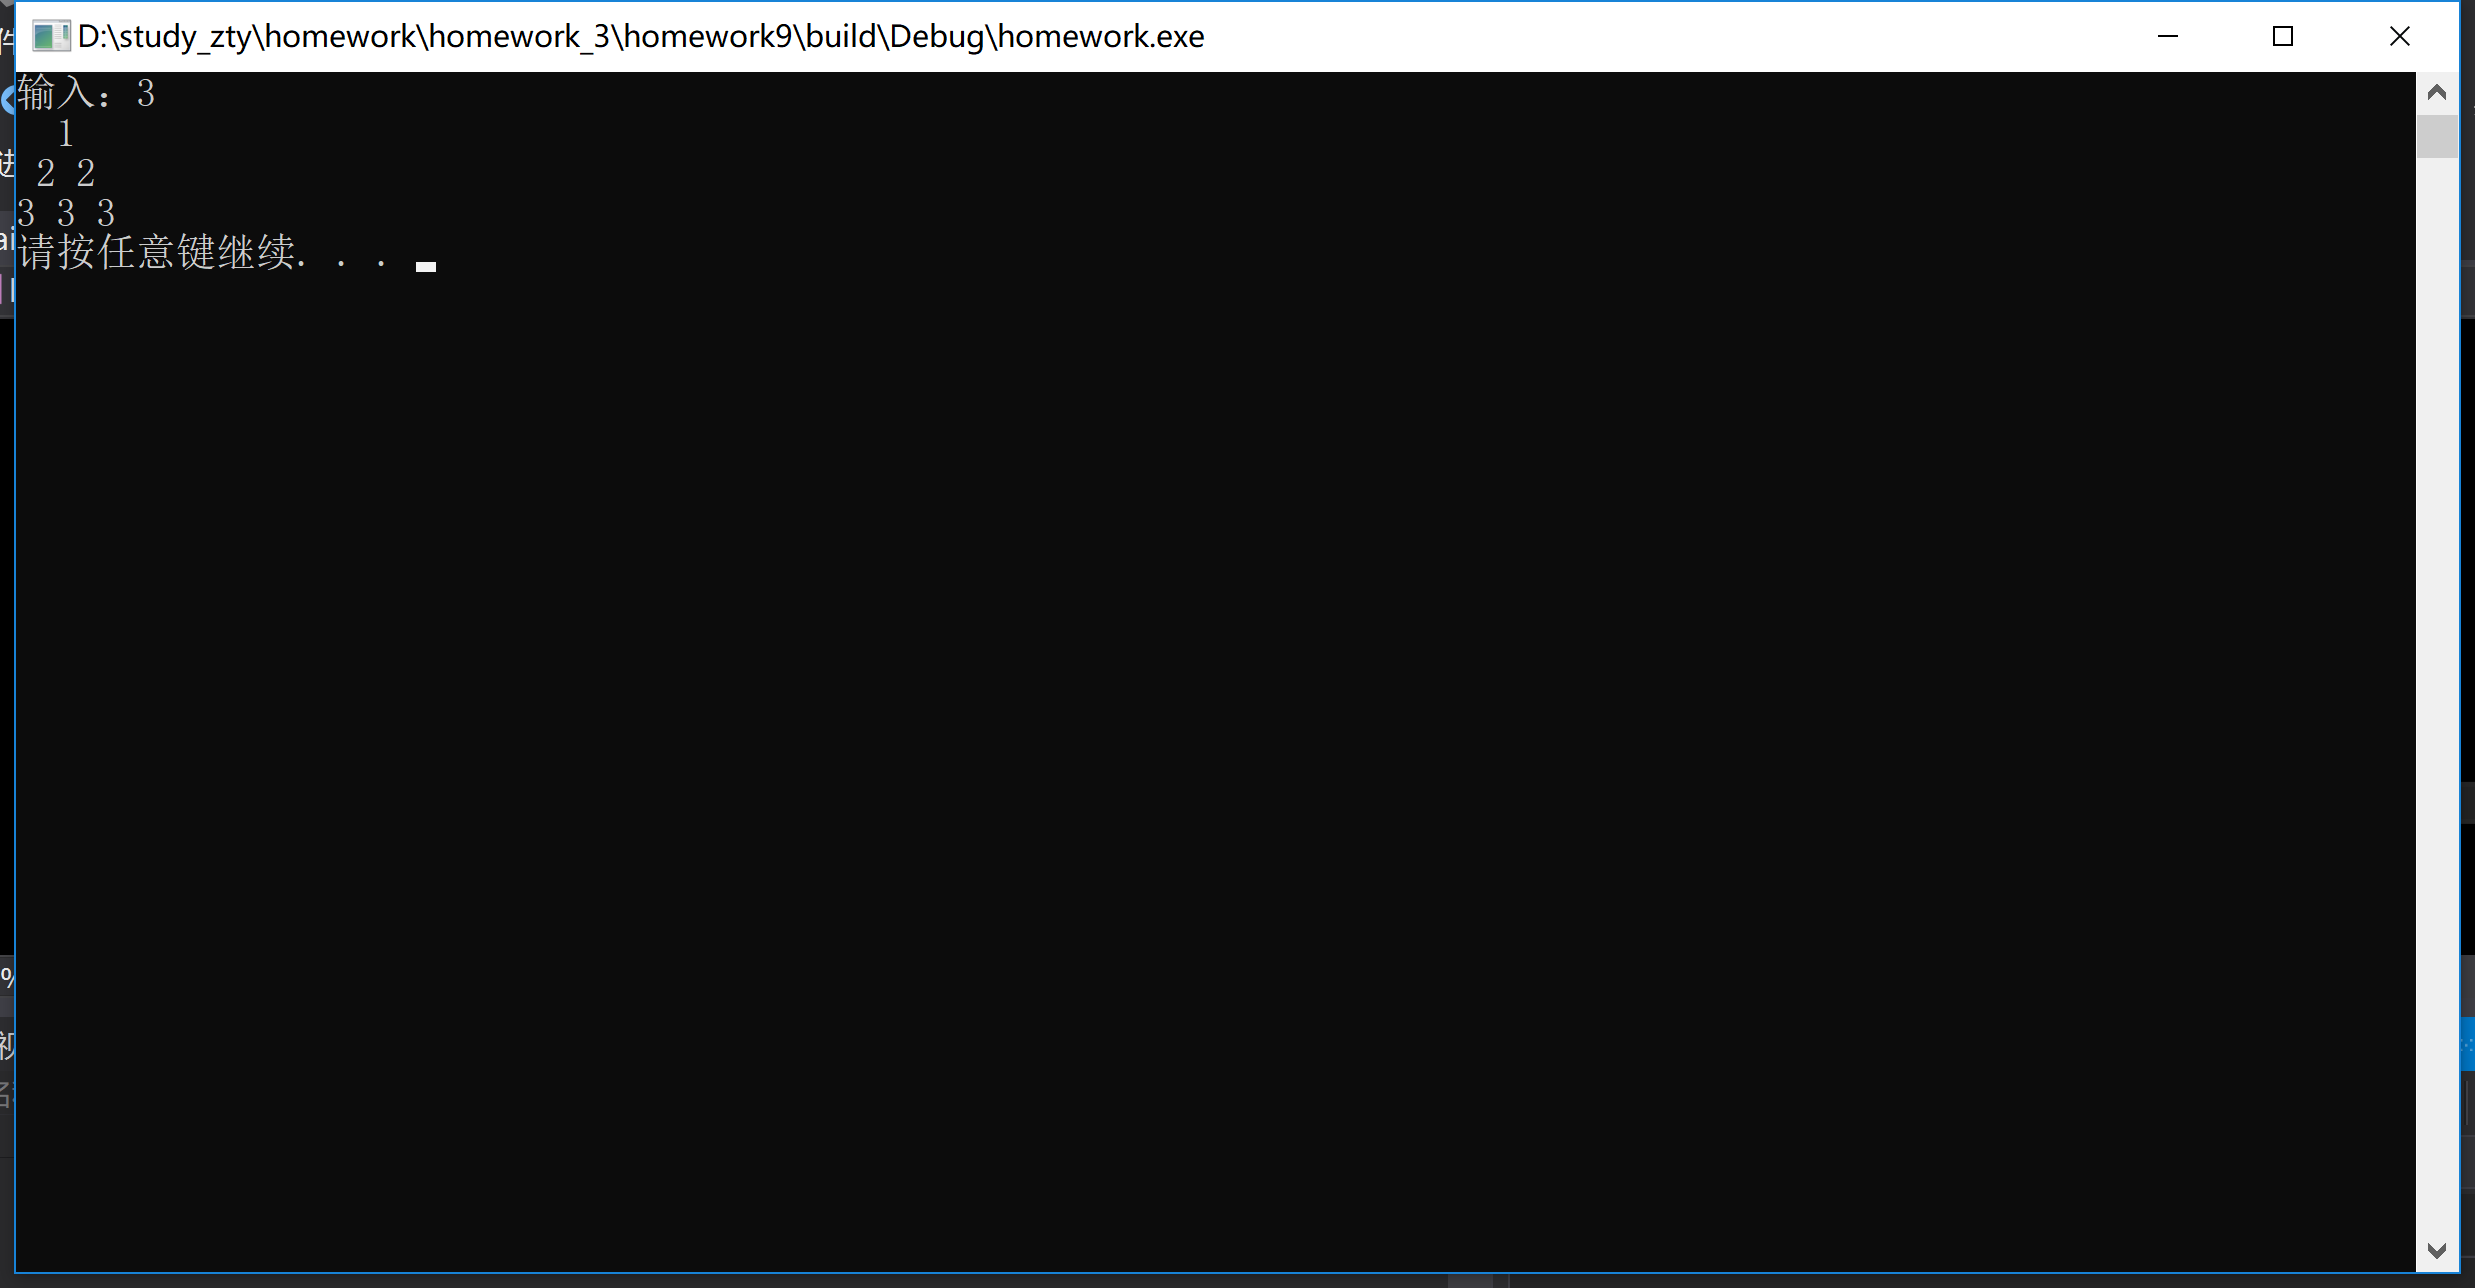 D:\study_zty\homework\homework_3\homework9\build\Debug\homework.exe
输入：3
1
2 2
3 3 3
请按任意键继续. . .